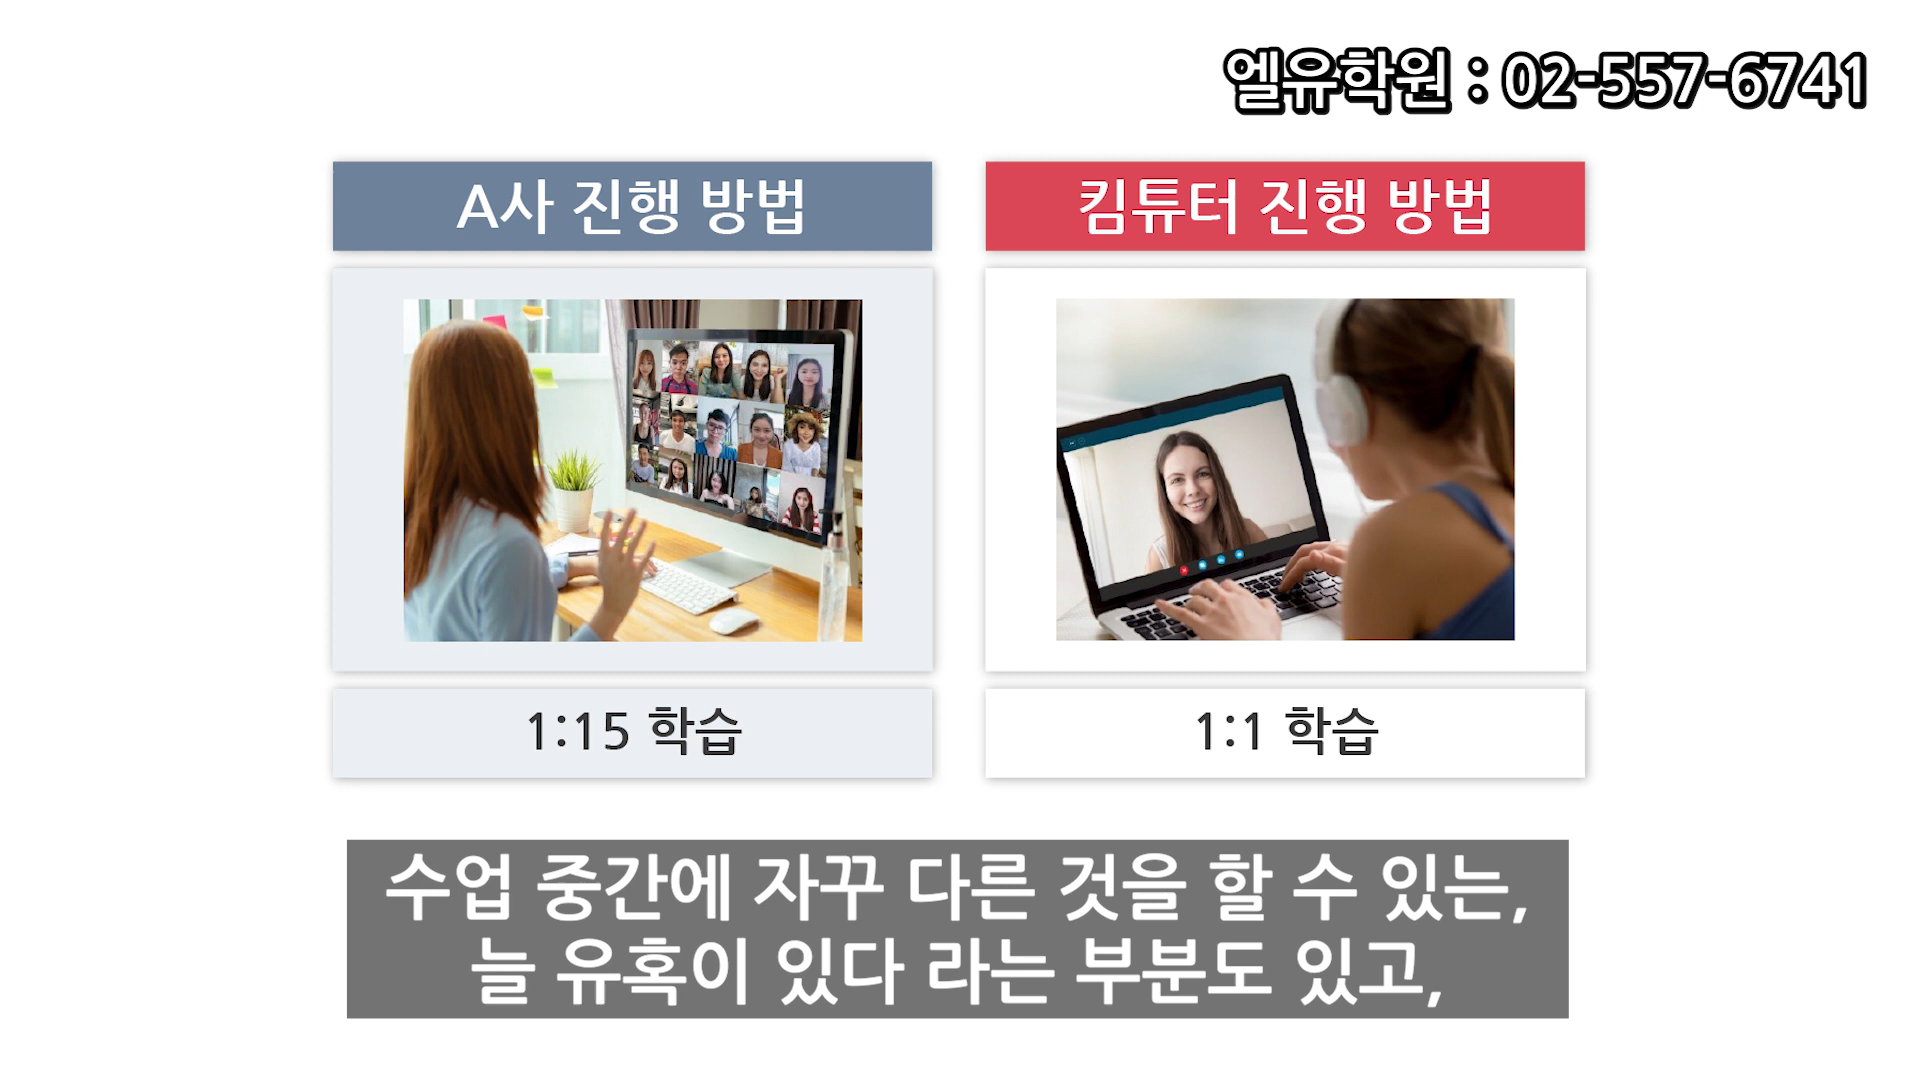 엘유학원 : 02-557-6741
A사 진행 방법
킴튜터 진행 방법
1:15 학습
1:1 학습
수업 중간에 자꾸 다른 것을 할 수 있는,
늘 유혹이 있다 라는 부분도 있고,